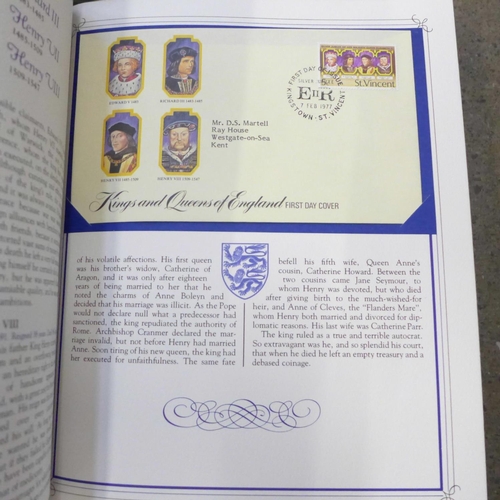 Henry VII
EDWARD V 1483
RICHARD III 1483-1485
HENRY VII 1485-1509
HENRY VIII 1509-1547
FIRST DAY OF ISSUE
SILVER JUBILEE
EIIR
7 FEB 1977
KINGSTOWN · ST. VINCENT
St.Vincent
Mr. D.S. Martell
Ray House
Westgate-on-Sea
Kent
Kings and Queens of England FIRST DAY COVER
of his volatile affections. His first queen
was his brother's widow, Catherine of
Aragon, and it was only after eighteen
years of being married to her that he
noted the charms of Anne Boleyn and
decided that his marriage was illicit. As the Pope
would not declare null what a predecessor had
sanctioned, the king repudiated the authority of
Rome. Archbishop Cranmer declared the mar-
riage invalid, but not before Henry had married
Anne. Soon tiring of his new queen, the king had
her executed for unfaithfulness. The same fate
befell his fifth wife, Queen Anne's
cousin, Catherine Howard. Between the
two cousins came Jane Seymour, to
whom Henry was devoted, but who died
after giving birth to the much-wished-for
heir, and Anne of Cleves, the "Flanders Mare",
whom Henry both married and divorced for dip-
lomatic reasons. His last wife was Catherine Parr.
The king ruled as a true and terrible autocrat.
So extravagant was he, and so splendid his court,
that when he died he left an empty treasury and a
debased coinage.